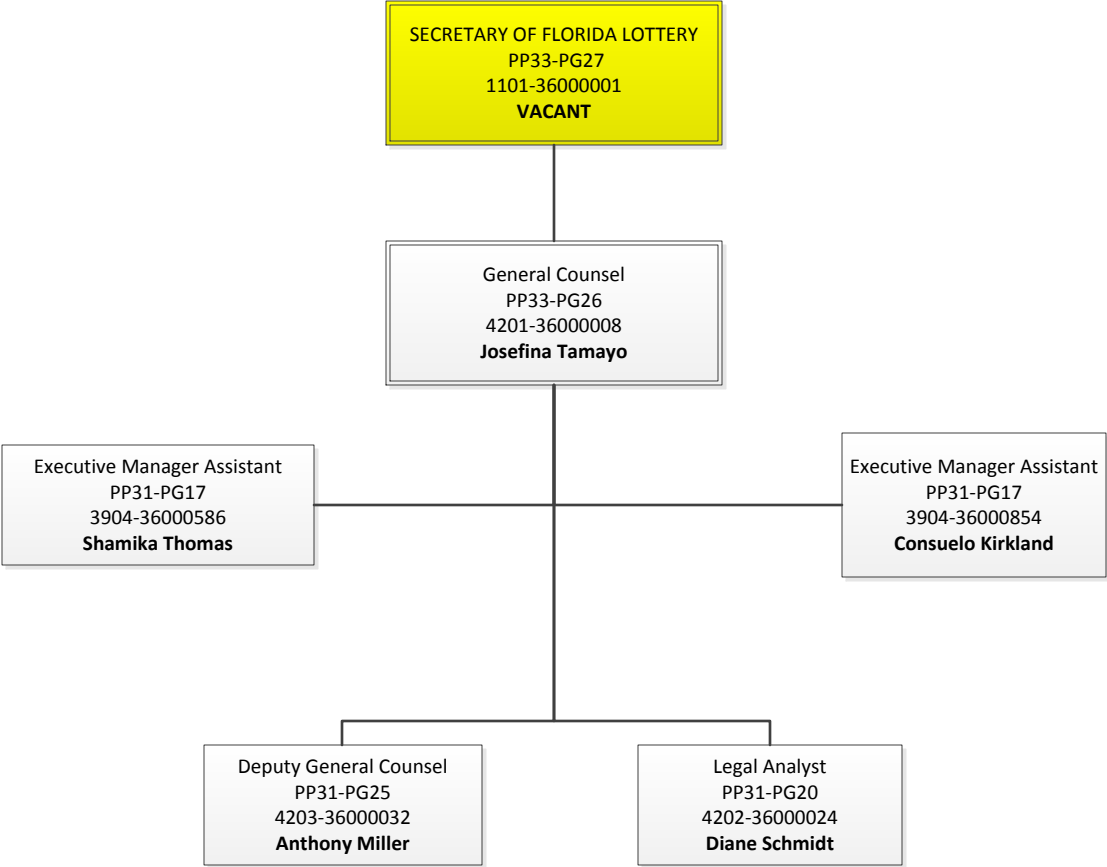 SECRETARY OF FLORIDA LOTTERY
PP33-PG27
1101-36000001
VACANT
General Counsel
PP33-PG26
4201-36000008
Josefina Tamayo
Executive Manager Assistant
PP31-PG17
3904-36000586
Shamika Thomas
Executive Manager Assistant
PP31-PG17
3904-36000854
Consuelo Kirkland
Deputy General Counsel
PP31-PG25
4203-36000032
Anthony Miller
Legal Analyst
PP31-PG20
4202-36000024
Diane Schmidt